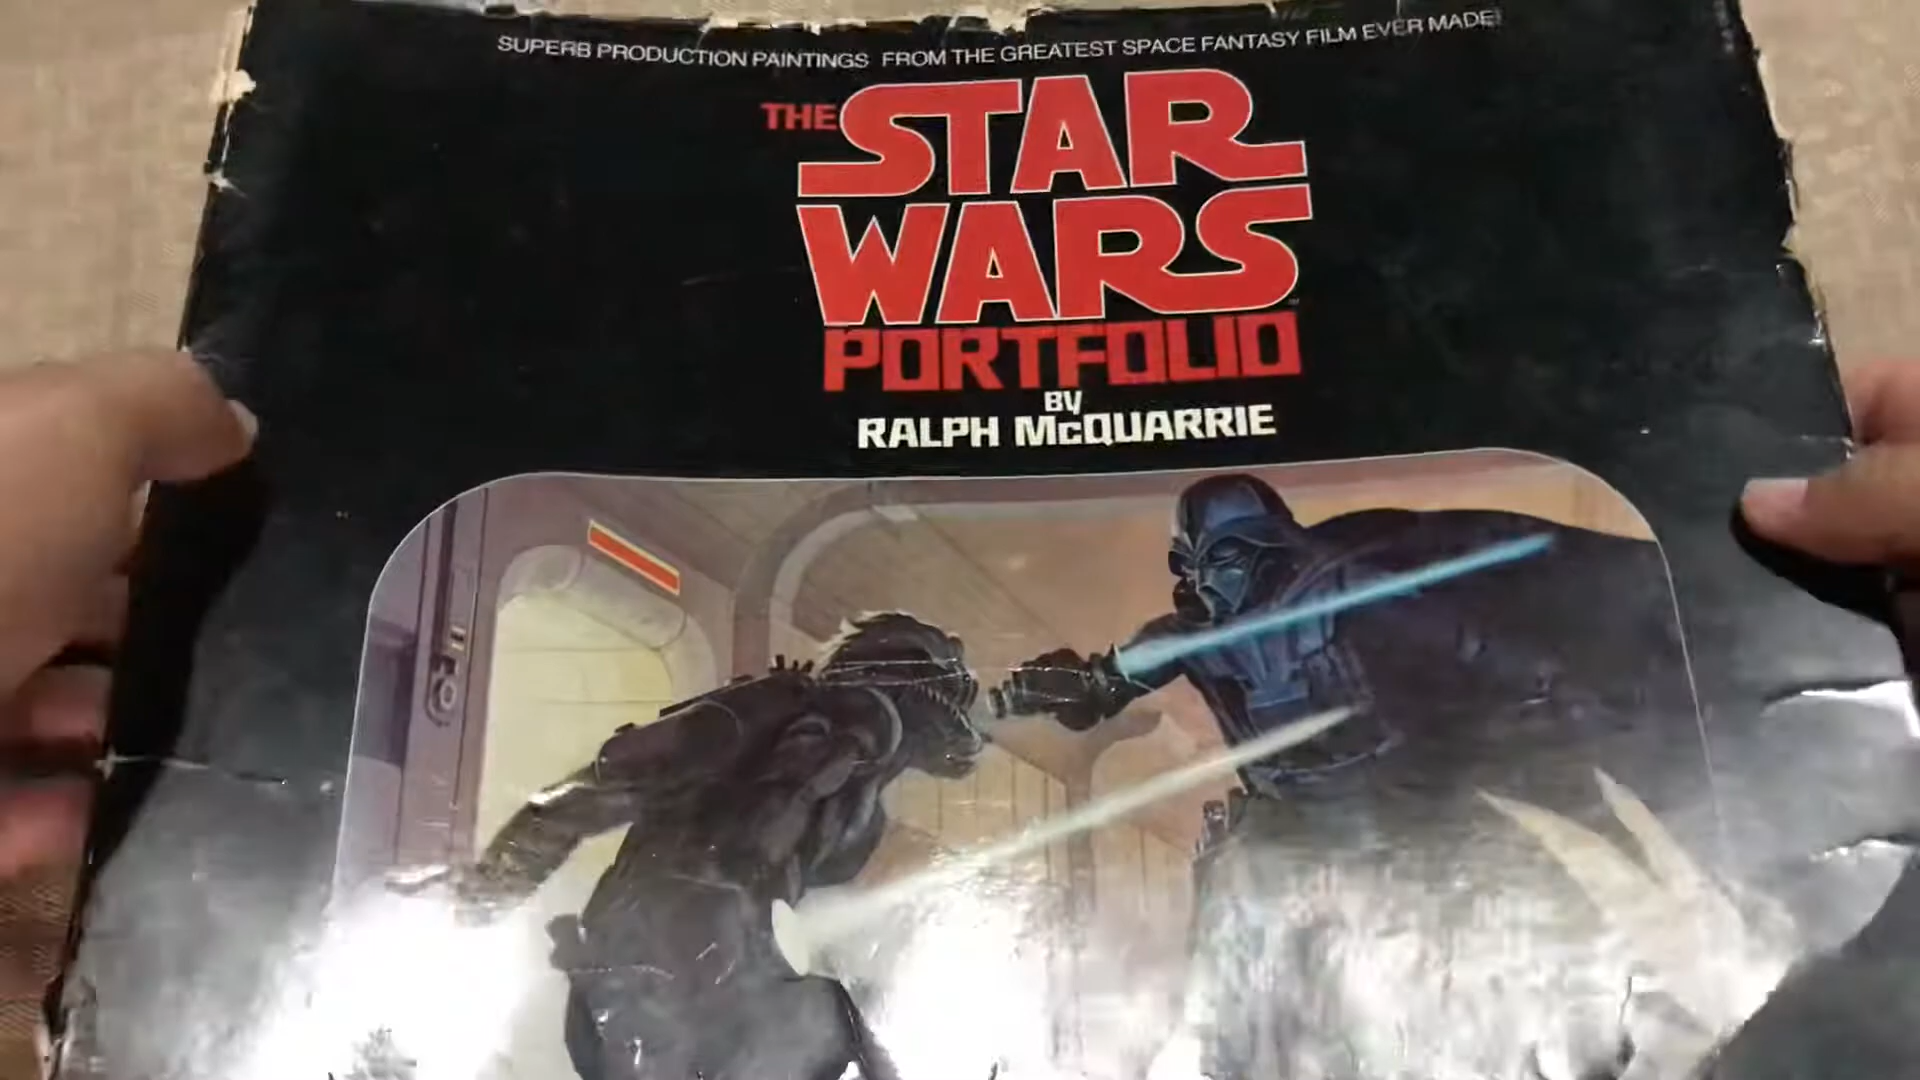 SUPERB PRODUCTION PAINTINGS FROM THE GREATEST SPACE FANTASY FILM EVER MADE!
THE STAR
WARS
PORTFOLIO
BY
RALPH McQUARRIE